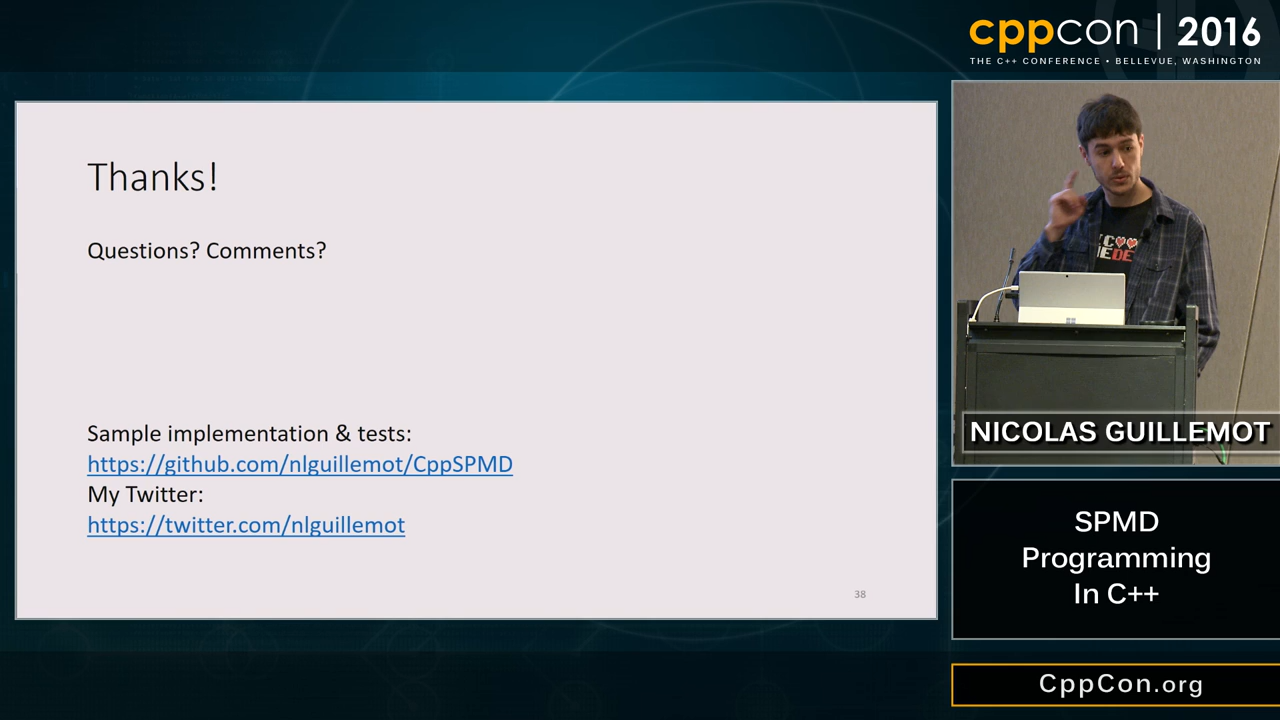 cppcon | 2016
THE C++ CONFERENCE • BELLEVUE, WASHINGTON
Thanks!
Questions? Comments?
Sample implementation & tests:
https://github.com/nlguillemot/CppSPMD
My Twitter:
https://twitter.com/nlguillemot
38
NICOLAS GUILLEMOT
SPMD
Programming
In C++
CppCon.org